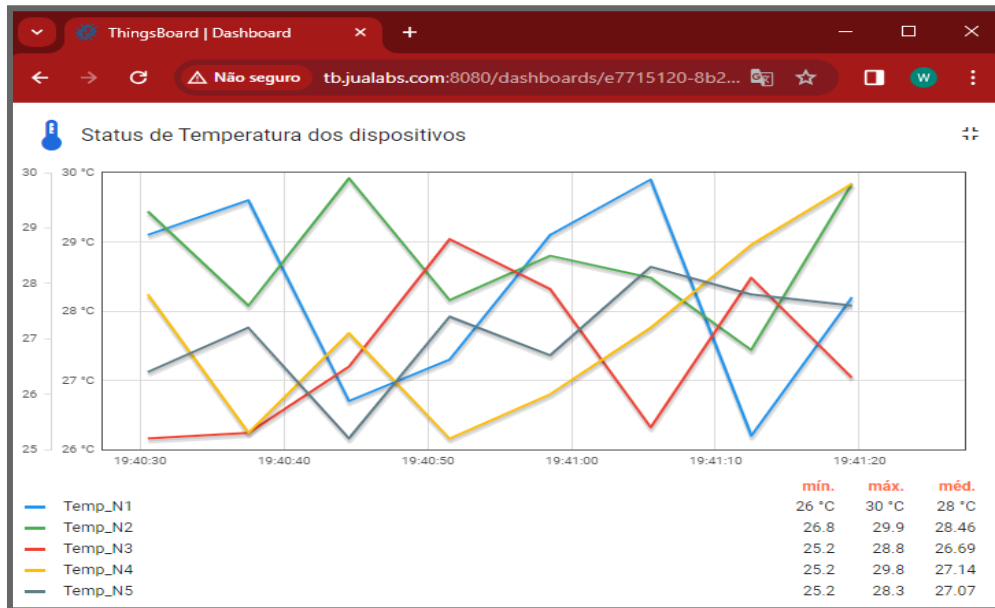 ThingsBoard | Dashboard
Não seguro tb.jualabs.com:8080/dashboards/e7715120-8b2... W
Status de Temperatura dos dispositivos
30 30 °C
29 29 °C
28 28 °C
27 27 °C
26
25 26 °C
19:40:30 19:40:40 19:40:50 19:41:00 19:41:10 19:41:20
mín. máx. méd.
Temp_N1 26 °C 30 °C 28 °C
Temp_N2 26.8 29.9 28.46
Temp_N3 25.2 28.8 26.69
Temp_N4 25.2 29.8 27.14
Temp_N5 25.2 28.3 27.07